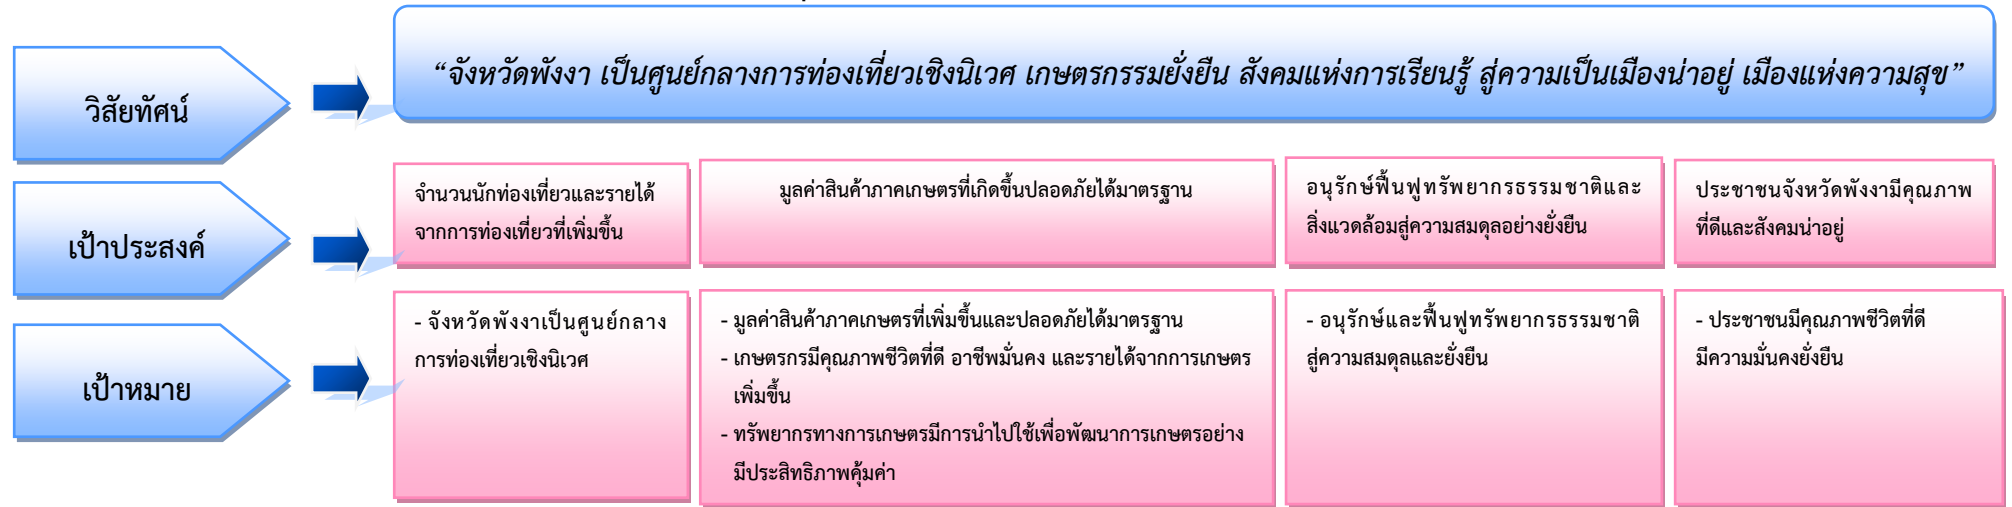 วิสัยทัศน์
“จังหวัดพังงา เป็นศูนย์กลางการท่องเที่ยวเชิงนิเวศ เกษตรกรรมยั่งยืน สังคมแห่งการเรียนรู้ สู่ความเป็นเมืองน่าอยู่ เมืองแห่งความสุข”
เป้าประสงค์
จำนวนนักท่องเที่ยวและรายได้
จากการท่องเที่ยวที่เพิ่มขึ้น
มูลค่าสินค้าภาคเกษตรที่เกิดขึ้นปลอดภัยได้มาตรฐาน
อนุรักษ์ฟื้นฟูทรัพยากรธรรมชาติและ
สิ่งแวดล้อมสู่ความสมดุลอย่างยั่งยืน
ประชาชนจังหวัดพังงามีคุณภาพ
ที่ดีและสังคมน่าอยู่
เป้าหมาย
- จังหวัดพังงาเป็นศูนย์กลาง
การท่องเที่ยวเชิงนิเวศ
- มูลค่าสินค้าภาคเกษตรที่เพิ่มขึ้นและปลอดภัยได้มาตรฐาน
- เกษตรกรมีคุณภาพชีวิตที่ดี อาชีพมั่นคง และรายได้จากการเกษตร
เพิ่มขึ้น
- ทรัพยากรทางการเกษตรมีการนำไปใช้เพื่อพัฒนาการเกษตรอย่าง
มีประสิทธิภาพคุ้มค่า
- อนุรักษ์และฟื้นฟูทรัพยากรธรรมชาติ
สู่ความสมดุลและยั่งยืน
- ประชาชนมีคุณภาพชีวิตที่ดี
มีความมั่นคงยั่งยืน